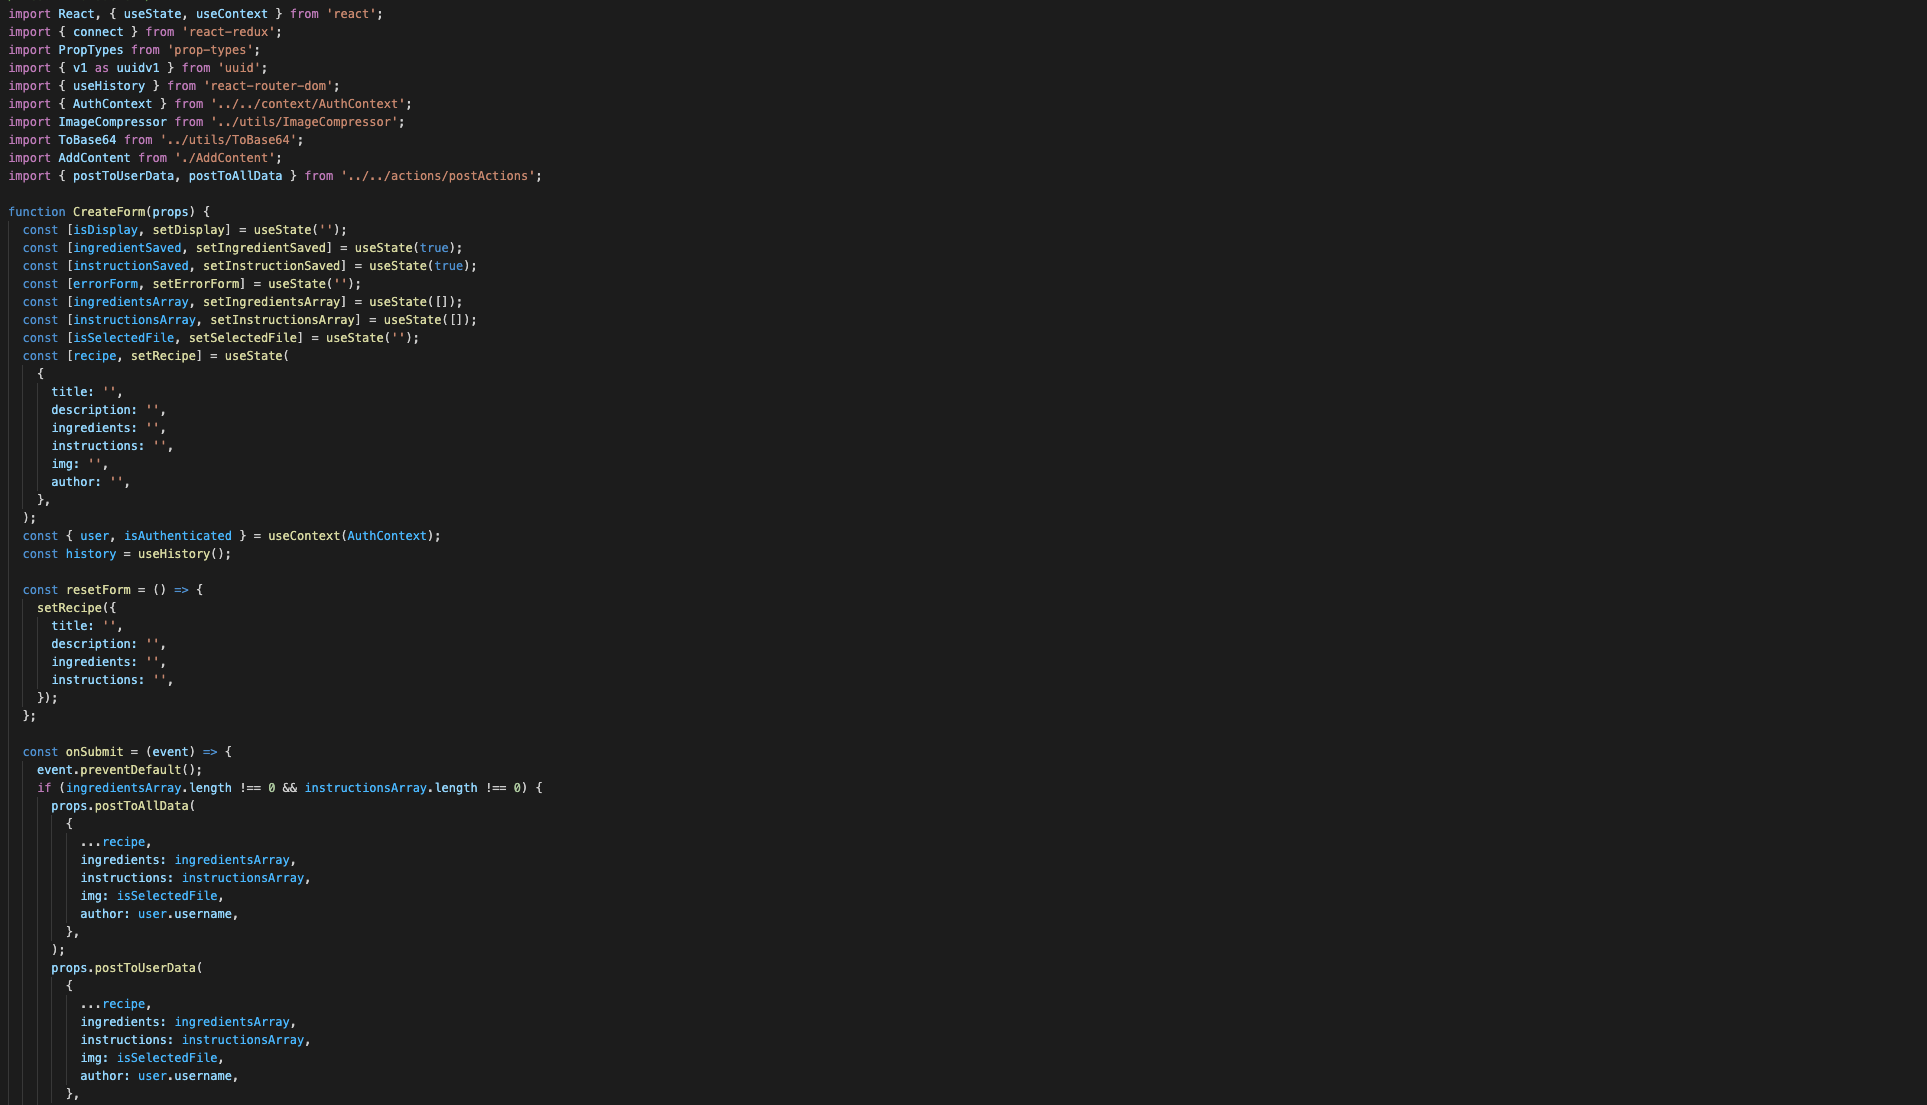 import React, { useState, useContext } from 'react';
import { connect } from 'react-redux';
import PropTypes from 'prop-types';
import { v1 as uuidv1 } from 'uuid';
import { useHistory } from 'react-router-dom';
import { AuthContext } from '../../context/AuthContext';
import ImageCompressor from '../utils/ImageCompressor';
import ToBase64 from '../utils/ToBase64';
import AddContent from './AddContent';
import { postToUserData, postToAllData } from '../../actions/postActions';

function CreateForm(props) {
  const [isDisplay, setDisplay] = useState('');
  const [ingredientSaved, setIngredientSaved] = useState(true);
  const [instructionSaved, setInstructionSaved] = useState(true);
  const [errorForm, setErrorForm] = useState('');
  const [ingredientsArray, setIngredientsArray] = useState([]);
  const [instructionsArray, setInstructionsArray] = useState([]);
  const [isSelectedFile, setSelectedFile] = useState('');
  const [recipe, setRecipe] = useState(
    {
      title: '',
      description: '',
      ingredients: '',
      instructions: '',
      img: '',
      author: '',
    },
  );
  const { user, isAuthenticated } = useContext(AuthContext);
  const history = useHistory();

  const resetForm = () => {
    setRecipe({
      title: '',
      description: '',
      ingredients: '',
      instructions: '',
    });
  };

  const onSubmit = (event) => {
    event.preventDefault();
    if (ingredientsArray.length !== 0 && instructionsArray.length !== 0) {
      props.postToAllData(
        {
          ...recipe,
          ingredients: ingredientsArray,
          instructions: instructionsArray,
          img: isSelectedFile,
          author: user.username,
        },
      );
      props.postToUserData(
        {
          ...recipe,
          ingredients: ingredientsArray,
          instructions: instructionsArray,
          img: isSelectedFile,
          author: user.username,
        },